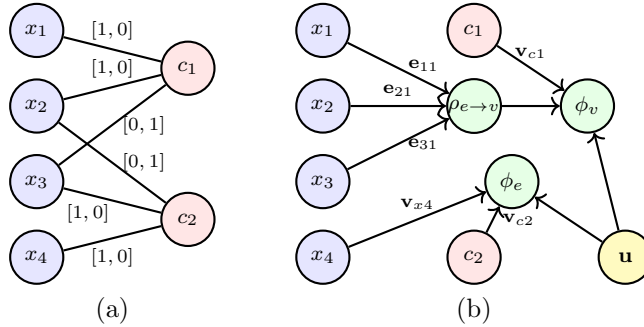 x1
x2
x3
x4
c1
c2
[1, 0]
[1, 0]
[0, 1]
[0, 1]
[1, 0]
[1, 0]
(a)
x1
x2
x3
x4
c1
c2
e11
e21
e31
vc1
ρe→v
ϕv
ϕe
vx4
vc2
u
(b)